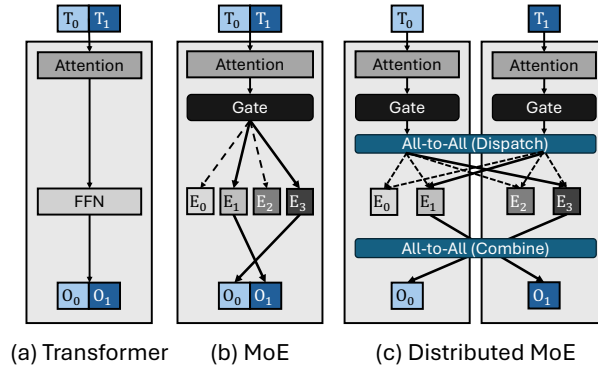 T0 T1 T0 T1 T0 T1
Attention Attention Attention Attention
Gate Gate Gate
All-to-All (Dispatch)
FFN E0 E1 E2 E3 E0 E1 E2 E3
All-to-All (Combine)
O0 O1 O0 O1 O0 O1
(a) Transformer (b) MoE (c) Distributed MoE